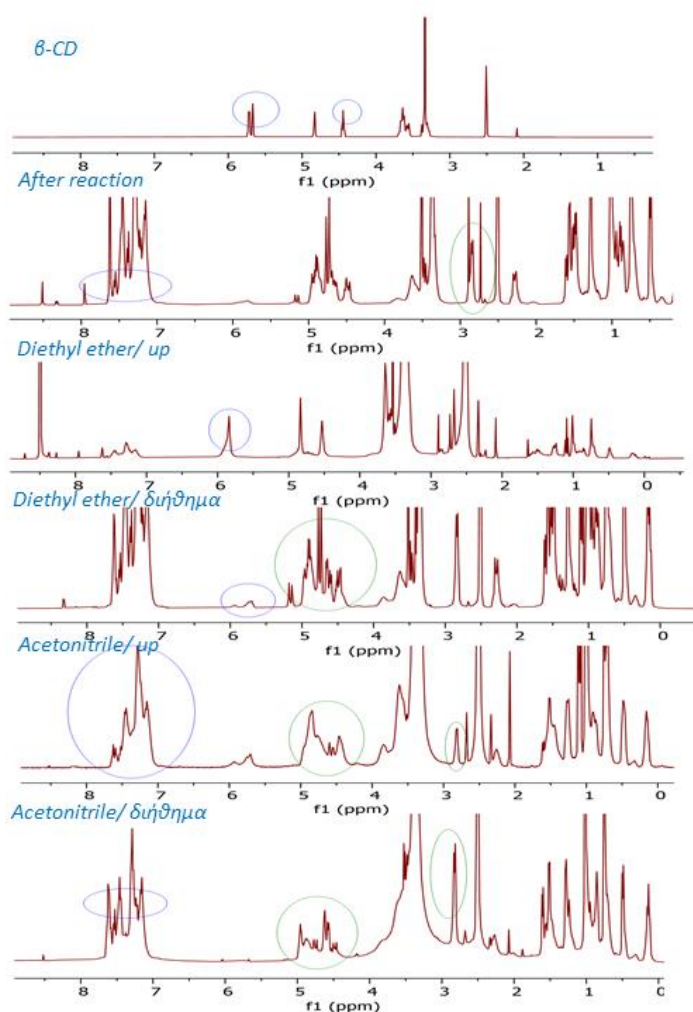 β-CD
8 7 6 5 4 3 2 1
f1 (ppm)
After reaction
8 7 6 5 4 3 2 1
f1 (ppm)
Diethyl ether/ up
8 7 6 5 4 3 2 1 0
f1 (ppm)
Diethyl ether/ διήθημα
8 7 6 5 4 3 2 1 0
f1 (ppm)
Acetonitrile/ up
8 7 6 5 4 3 2 1 0
f1 (ppm)
Acetonitrile/ διήθημα
8 7 6 5 4 3 2 1 0
f1 (ppm)